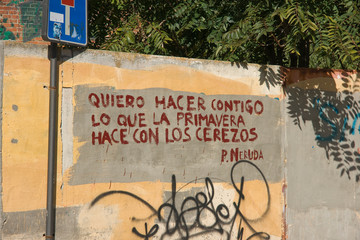 QUIERO HACER CONTIGO
LO QUE LA PRIMAVERA
HACE CON LOS CEREZOS
P. NERUDA